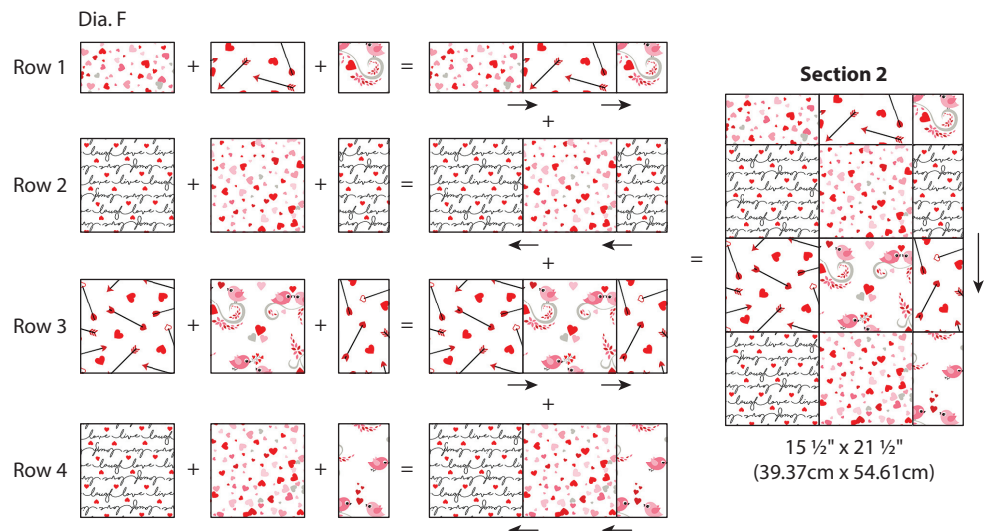 Dia. F
Row 1
+
+
=
+
Section 2
Row 2
+
+
=
+
=
Row 3
+
+
=
+
15 ½" x 21 ½"
(39.37cm x 54.61cm)
Row 4
+
+
=